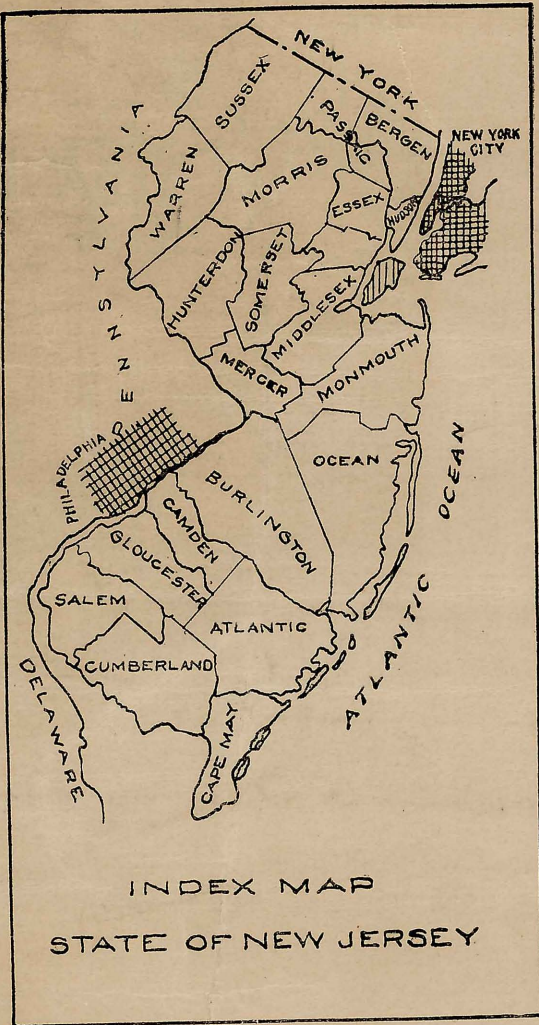 NEW YORK
SUSSEX
PASSAIC
BERGEN
NEW YORK
CITY
PENNSYLVANIA
WARREN
MORRIS
ESSEX
HUDSON
HUNTERDON
SOMERSET
MIDDLESEX
MERCER
MONMOUTH
PHILADELPHIA
OCEAN
BURLINGTON
CAMDEN
GLOUCESTER
SALEM
ATLANTIC
CUMBERLAND
CAPE MAY
DELAWARE
ATLANTIC OCEAN
INDEX MAP
STATE OF NEW JERSEY